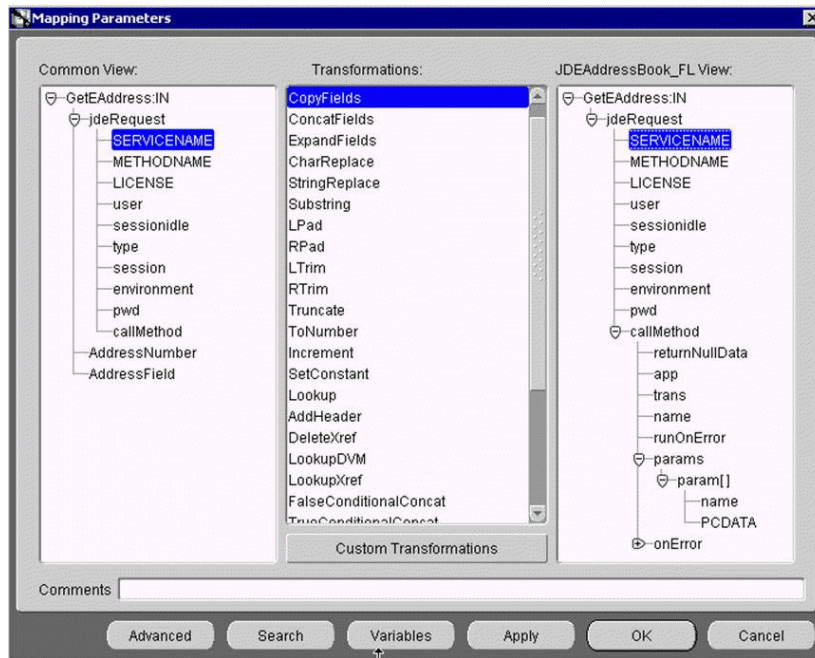 Mapping Parameters
Common View:
GetEAddress:IN
jdeRequest
SERVICENAME
METHODNAME
LICENSE
user
sessionidle
type
session
environment
pwd
callMethod
AddressNumber
AddressField
Transformations:
CopyFields
ConcatFields
ExpandFields
CharReplace
StringReplace
Substring
LPad
RPad
LTrim
RTrim
Truncate
ToNumber
Increment
SetConstant
Lookup
AddHeader
DeleteXref
LookupDVM
LookupXref
FalseConditionalConcat
TrueConditionalConcat
Custom Transformations
JDEAddressBook_FL View:
GetEAddress:IN
jdeRequest
SERVICENAME
METHODNAME
LICENSE
user
sessionidle
type
session
environment
pwd
callMethod
returnNullData
app
trans
name
runOnError
params
param[]
name
PCDATA
onError
Comments
Advanced Search Variables Apply OK Cancel